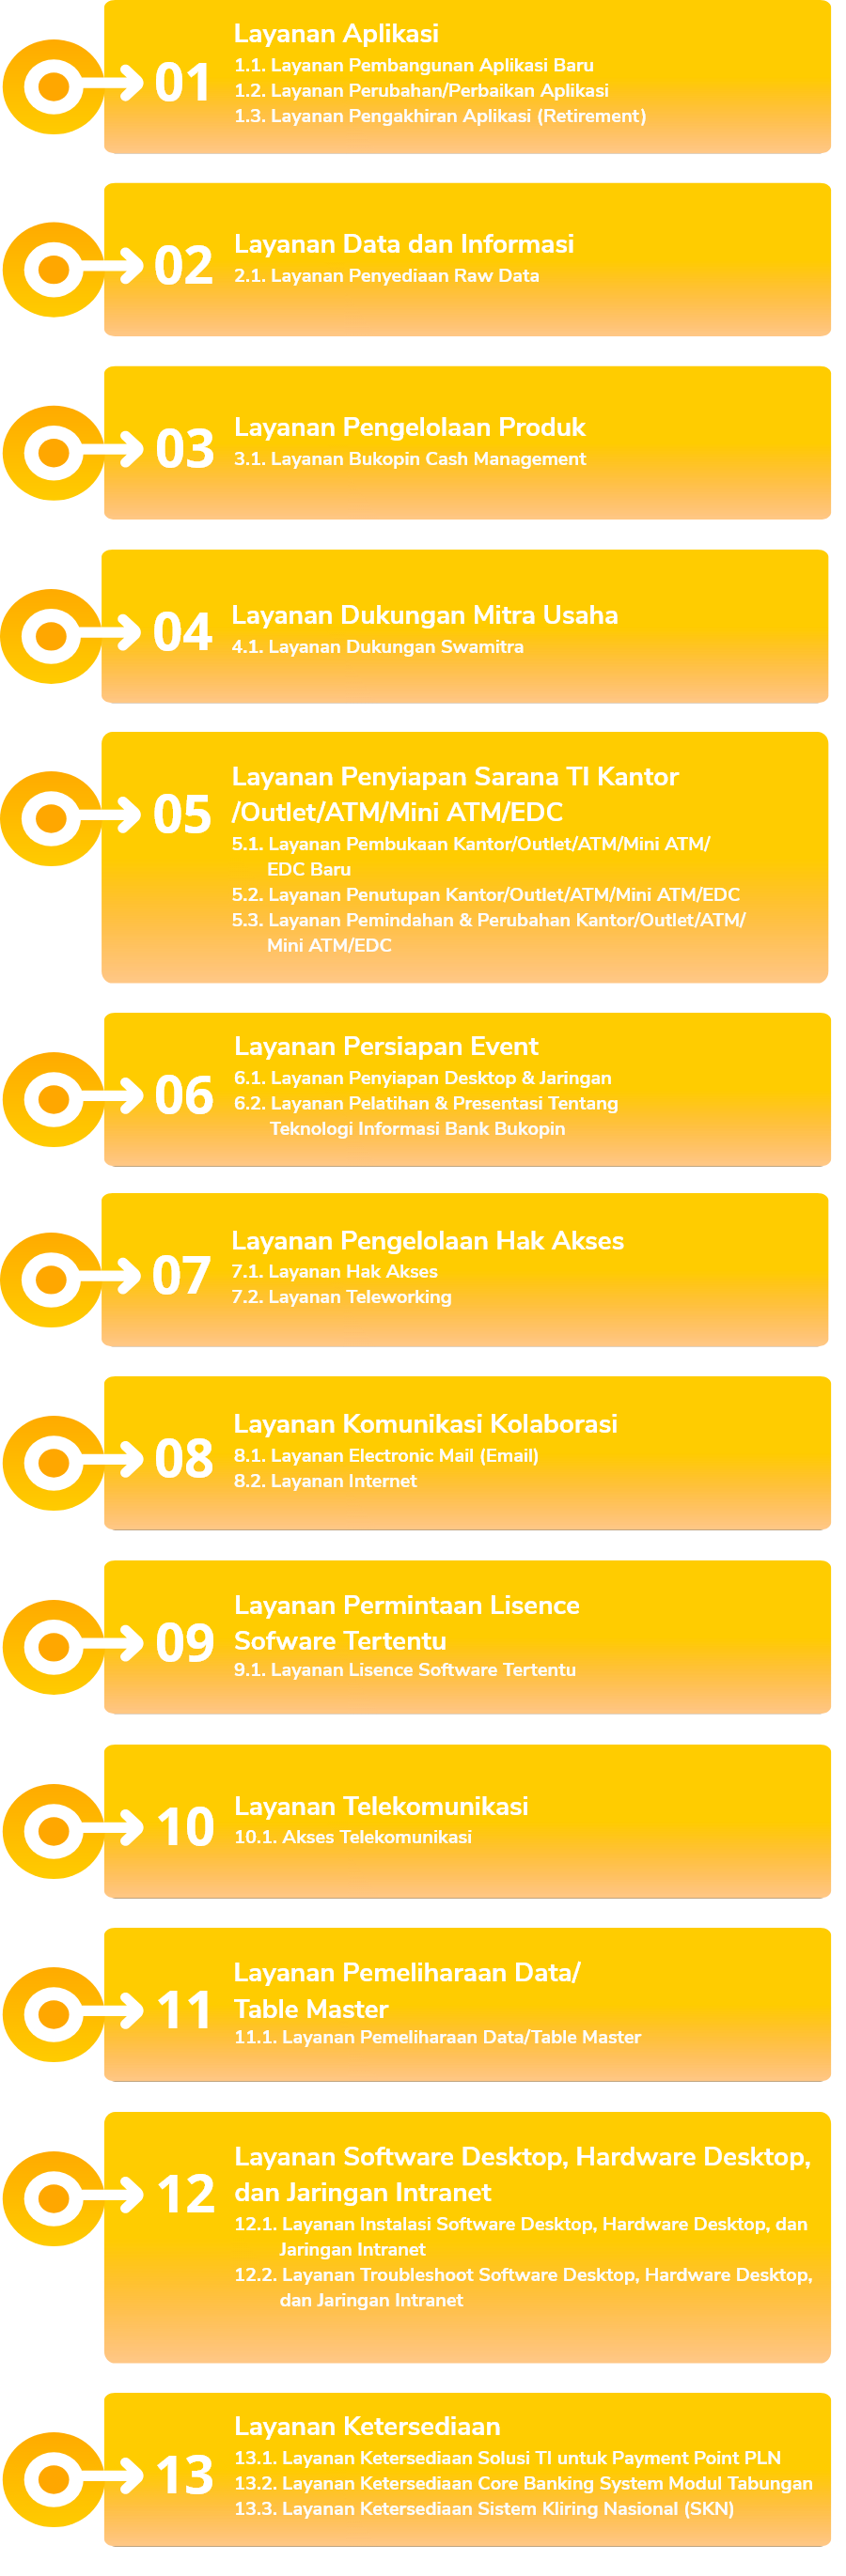 Layanan Aplikasi
01
1.1. Layanan Pembangunan Aplikasi Baru
1.2. Layanan Perubahan/Perbaikan Aplikasi
1.3. Layanan Pengakhiran Aplikasi (Retirement)
02
Layanan Data dan Informasi
2.1. Layanan Penyediaan Raw Data
03
Layanan Pengelolaan Produk
3.1. Layanan Bukopin Cash Management
04
Layanan Dukungan Mitra Usaha
4.1. Layanan Dukungan Swamitra
05
Layanan Penyiapan Sarana TI Kantor
/Outlet/ATM/Mini ATM/EDC
5.1. Layanan Pembukaan Kantor/Outlet/ATM/Mini ATM/
EDC Baru
5.2. Layanan Penutupan Kantor/Outlet/ATM/Mini ATM/EDC
5.3. Layanan Pemindahan & Perubahan Kantor/Outlet/ATM/
Mini ATM/EDC
06
Layanan Persiapan Event
6.1. Layanan Penyiapan Desktop & Jaringan
6.2. Layanan Pelatihan & Presentasi Tentang
Teknologi Informasi Bank Bukopin
07
Layanan Pengelolaan Hak Akses
7.1. Layanan Hak Akses
7.2. Layanan Teleworking
08
Layanan Komunikasi Kolaborasi
8.1. Layanan Electronic Mail (Email)
8.2. Layanan Internet
09
Layanan Permintaan Lisence
Sofware Tertentu
9.1. Layanan Lisence Software Tertentu
10
Layanan Telekomunikasi
10.1. Akses Telekomunikasi
11
Layanan Pemeliharaan Data/
Table Master
11.1. Layanan Pemeliharaan Data/Table Master
12
Layanan Software Desktop, Hardware Desktop,
dan Jaringan Intranet
12.1. Layanan Instalasi Software Desktop, Hardware Desktop, dan
Jaringan Intranet
12.2. Layanan Troubleshoot Software Desktop, Hardware Desktop,
dan Jaringan Intranet
13
Layanan Ketersediaan
13.1. Layanan Ketersediaan Solusi TI untuk Payment Point PLN
13.2. Layanan Ketersediaan Core Banking System Modul Tabungan
13.3. Layanan Ketersediaan Sistem Kliring Nasional (SKN)